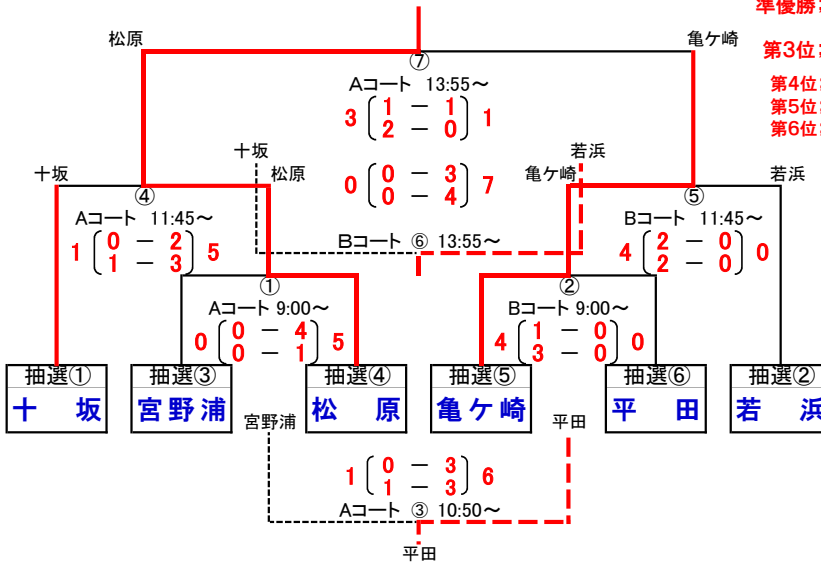 準優勝:
松原
亀ケ崎
⑦
第3位:
Aコート 13:55～
第4位:
3 1 － 1 1
2 － 0
第5位:
第6位:
十坂
若浜
十坂
松原
0 0 － 3 7
0 － 4
亀ケ崎
若浜
④
⑤
Aコート 11:45～
Bコート 11:45～
1 0 － 2 5
1 － 3
Bコート ⑥ 13:55～
4 2 － 0 0
2 － 0
①
②
Aコート 9:00～
Bコート 9:00～
0 0 － 4 5
0 － 1
4 1 － 0 0
3 － 0
抽選① 抽選③ 抽選④ 抽選⑤ 抽選⑥ 抽選②
十 坂 宮野浦 松 原 亀ケ崎 平 田 若 浜
宮野浦
平田
1 0 － 3 6
1 － 3
Aコート ③ 10:50～
平田